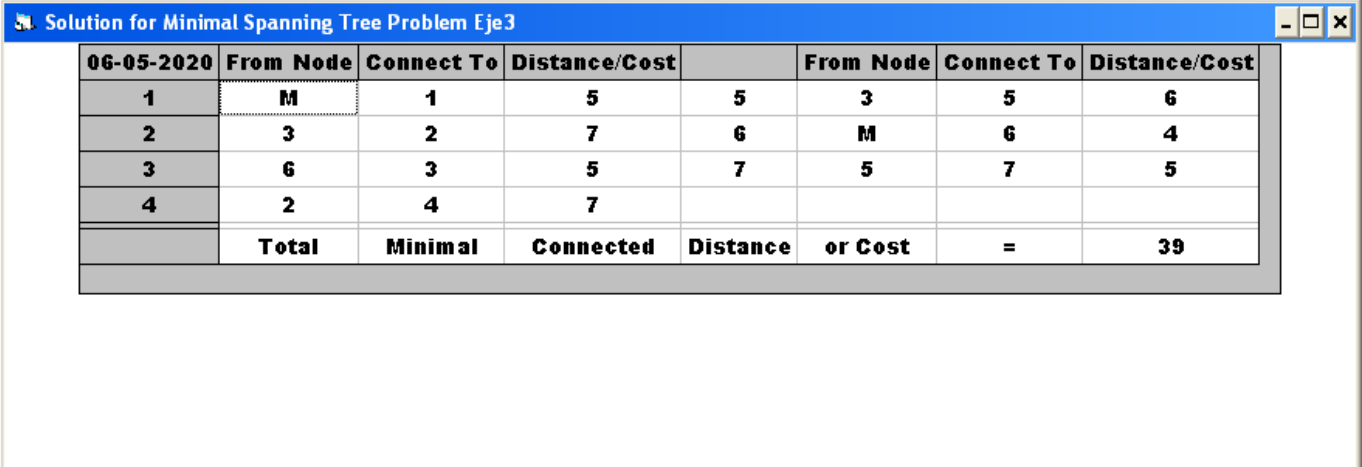 Solution for Minimal Spanning Tree Problem Eje3
06-05-2020 From Node Connect To Distance/Cost From Node Connect To Distance/Cost
1 M 1 5 5 3 5 6
2 3 2 7 6 M 6 4
3 6 3 5 7 5 7 5
4 2 4 7
Total Minimal Connected Distance or Cost = 39